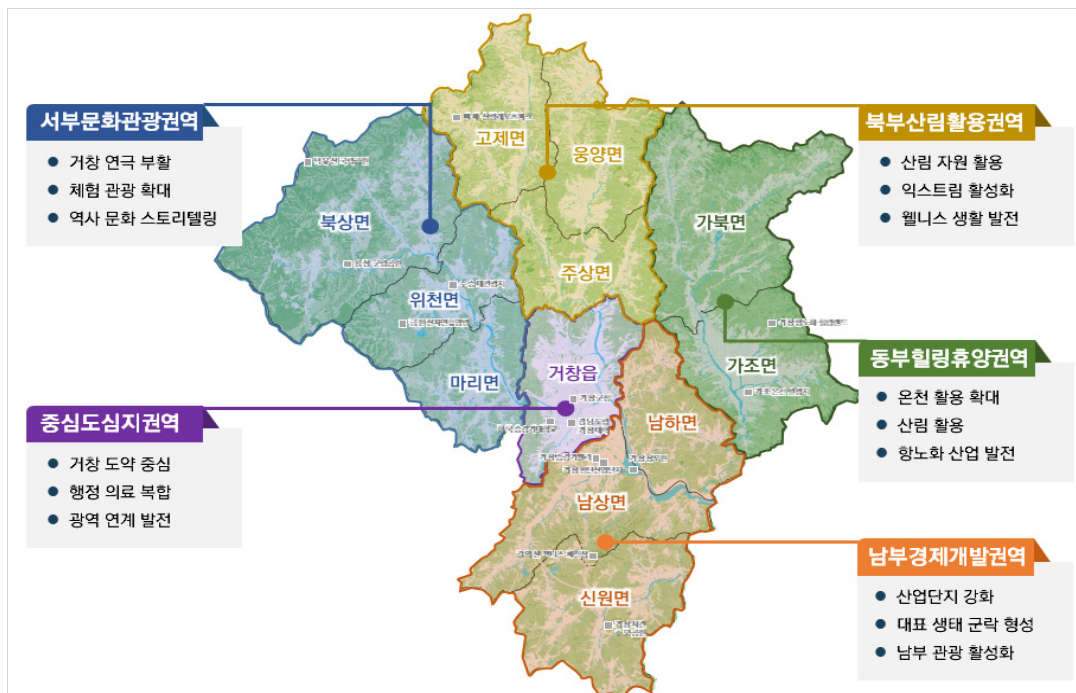 서부문화관광권역
거창 연극 부활
체험 관광 확대
역사 문화 스토리텔링
북부산림활용권역
산림 자원 활용
익스트림 활성화
웰니스 생활 발전
고제면
웅양면
북상면
가북면
주상면
위천면
마리면
거창읍
가조면
남하면
동부힐링휴양권역
온천 활용 확대
산림 활용
항노화 산업 발전
중심도심지권역
거창 도약 중심
행정 의료 복합
광역 연계 발전
남상면
신원면
남부경제개발권역
산업단지 강화
대표 생태 군락 형성
남부 관광 활성화